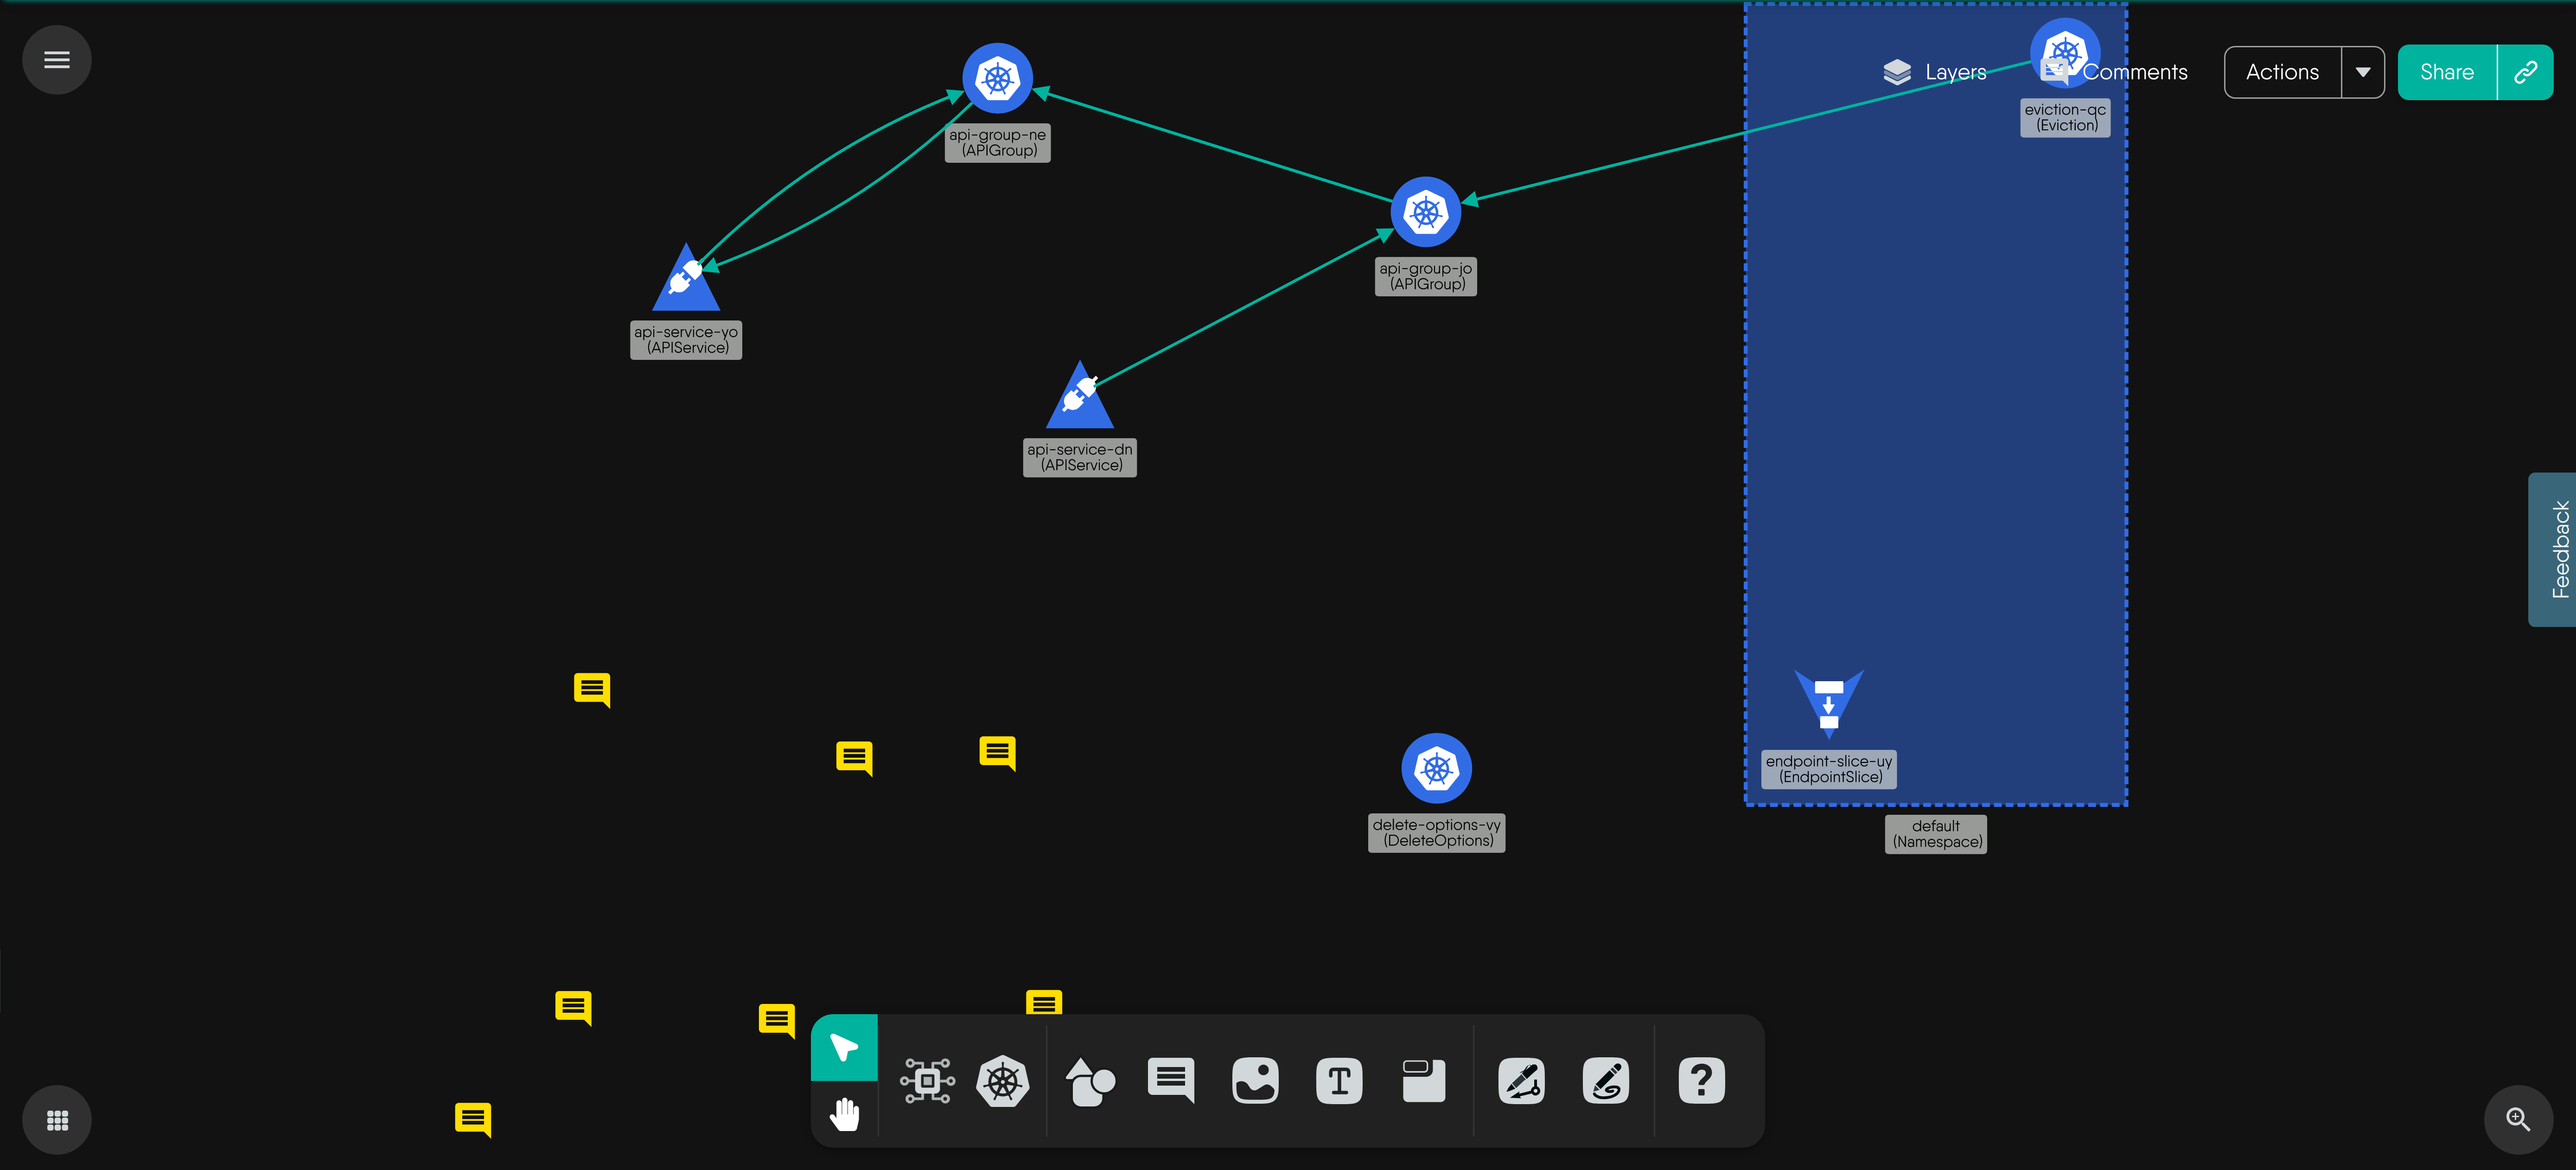 Layers
Comments
Actions
Share
eviction-qc
(Eviction)
api-group-ne
(APIGroup)
api-group-jo
(APIGroup)
api-service-yo
(APIService)
api-service-dn
(APIService)
Feedback
endpoint-slice-uy
(EndpointSlice)
delete-options-vy
(DeleteOptions)
default
(Namespace)
T
?